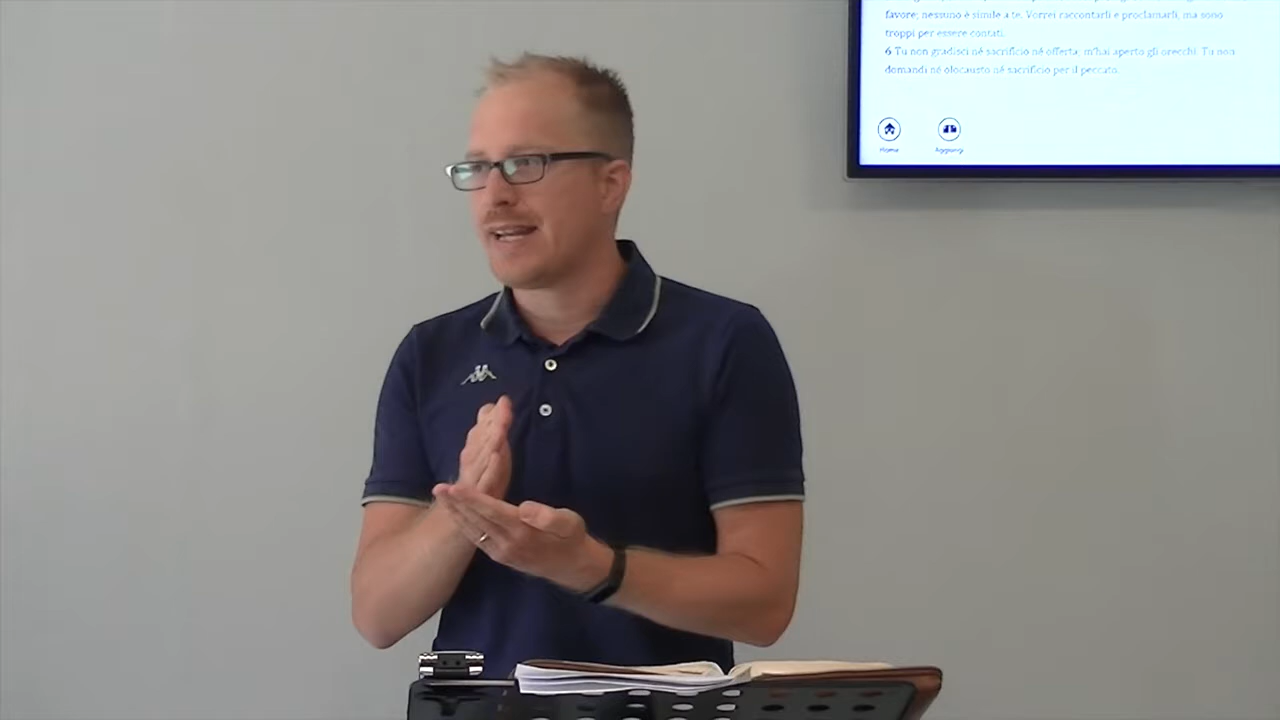 favore; nessuno è simile a te. Vorrei raccontarli e proclamarli, ma sono
troppi per essere contati.
6 Tu non gradisci né sacrificio né offerta; m'hai aperto gli orecchi. Tu non
domandi né olocausto né sacrificio per il peccato.
Home Aggiungi